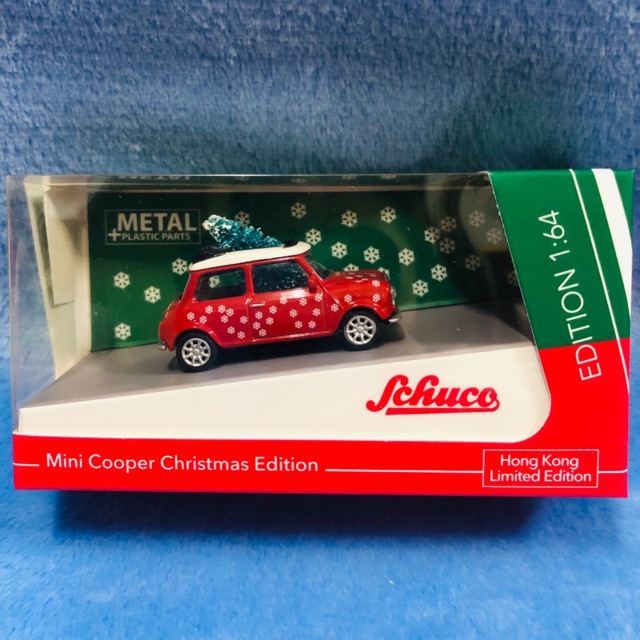 METAL
+PLASTIC PARTS
EDITION 1:64
Schuco
Mini Cooper Christmas Edition
Hong Kong
Limited Edition